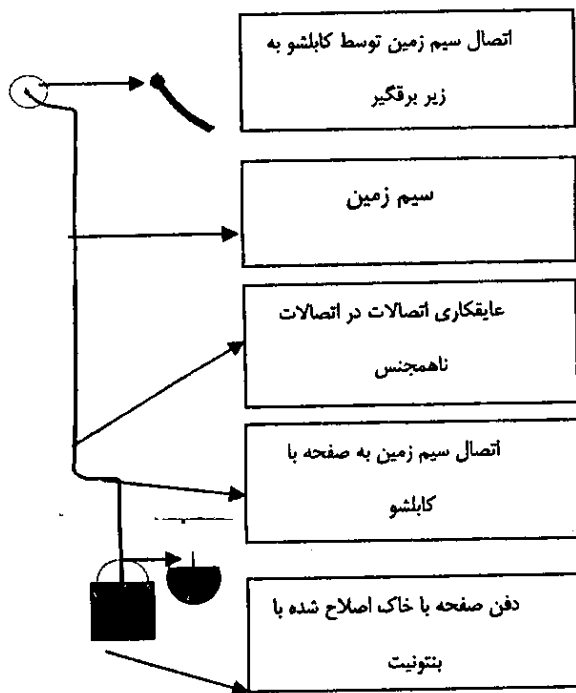 اتصال سیم زمین توسط کابلشو به
زیر برقگیر
سیم زمین
عایقکاری اتصالات در اتصالات
ناهمجنس
اتصال سیم زمین به صفحه با
کابلشو
دفن صفحه با خاک اصلاح شده با
بنتونیت